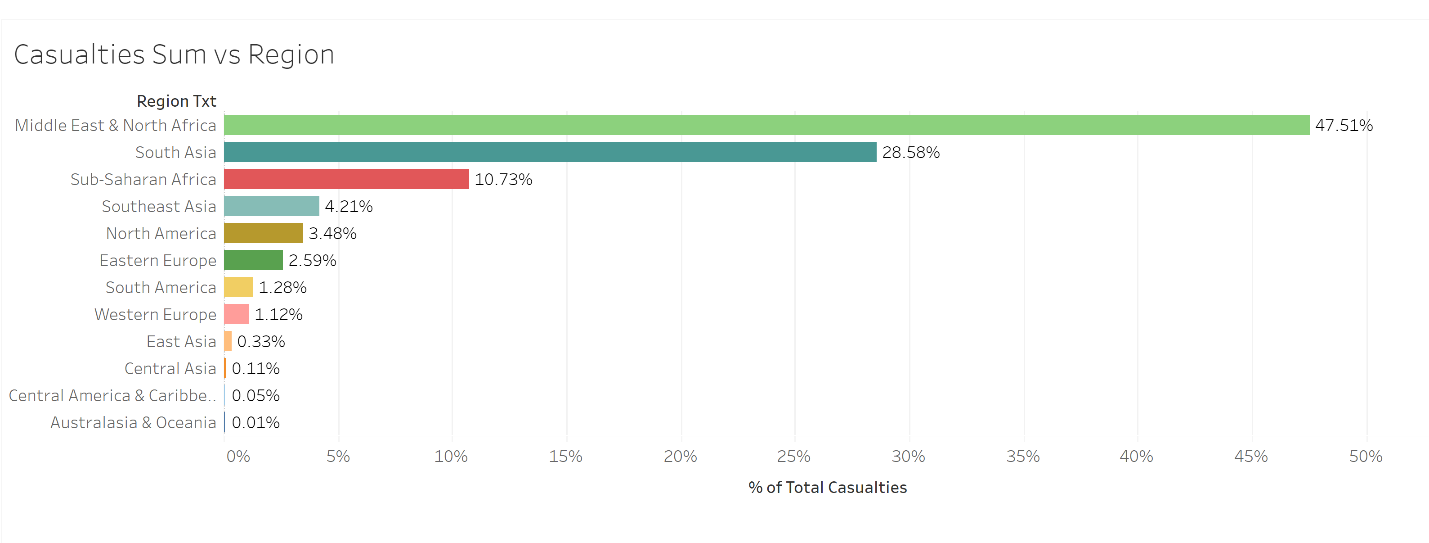 Casualties Sum vs Region
Region Txt
Middle East & North Africa 47.51%
South Asia 28.58%
Sub-Saharan Africa 10.73%
Southeast Asia 4.21%
North America 3.48%
Eastern Europe 2.59%
South America 1.28%
Western Europe 1.12%
East Asia 0.33%
Central Asia 0.11%
Central America & Caribbe.. 0.05%
Australasia & Oceania 0.01%
0% 5% 10% 15% 20% 25% 30% 35% 40% 45% 50%
% of Total Casualties